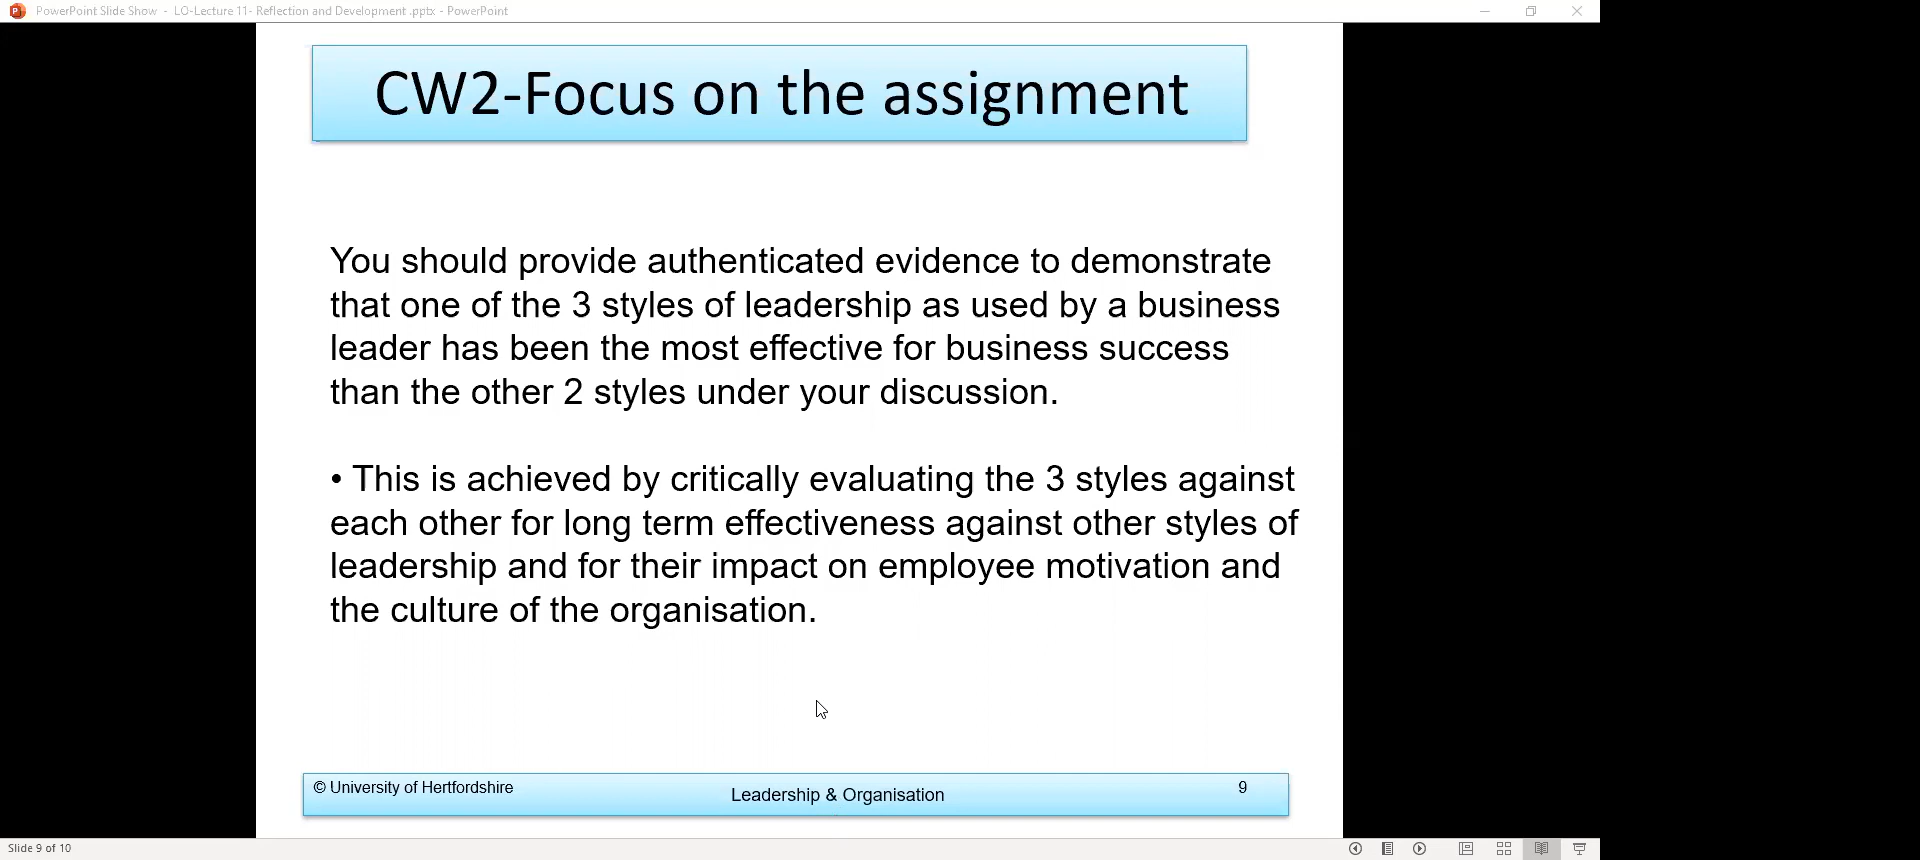 PowerPoint Slide Show - LO-Lecture 11- Reflection and Development .pptx - PowerPoint
CW2-Focus on the assignment
You should provide authenticated evidence to demonstrate
that one of the 3 styles of leadership as used by a business
leader has been the most effective for business success
than the other 2 styles under your discussion.
• This is achieved by critically evaluating the 3 styles against
each other for long term effectiveness against other styles of
leadership and for their impact on employee motivation and
the culture of the organisation.
© University of Hertfordshire
Leadership & Organisation
9
Slide 9 of 10